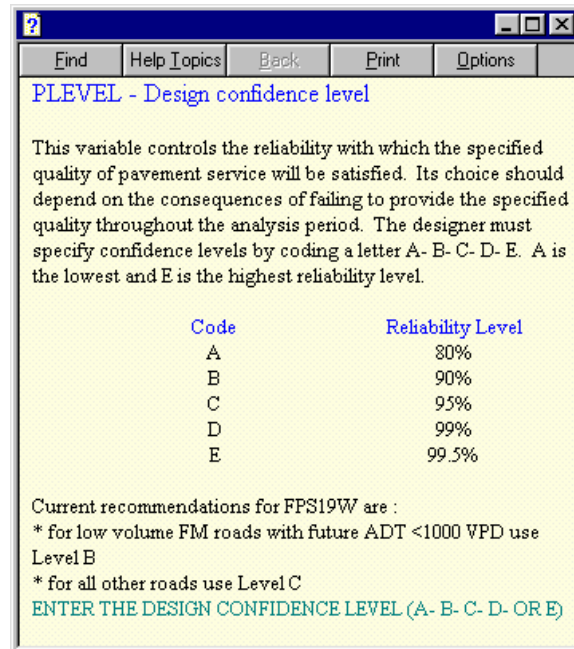 ?
Find Help Topics Back Print Options
PLEVEL - Design confidence level
This variable controls the reliability with which the specified
quality of pavement service will be satisfied. Its choice should
depend on the consequences of failing to provide the specified
quality throughout the analysis period. The designer must
specify confidence levels by coding a letter A- B- C- D- E. A is
the lowest and E is the highest reliability level.
Code Reliability Level
A 80%
B 90%
C 95%
D 99%
E 99.5%
Current recommendations for FPS19W are :
* for low volume FM roads with future ADT <1000 VPD use
Level B
* for all other roads use Level C
ENTER THE DESIGN CONFIDENCE LEVEL (A- B- C- D- OR E)